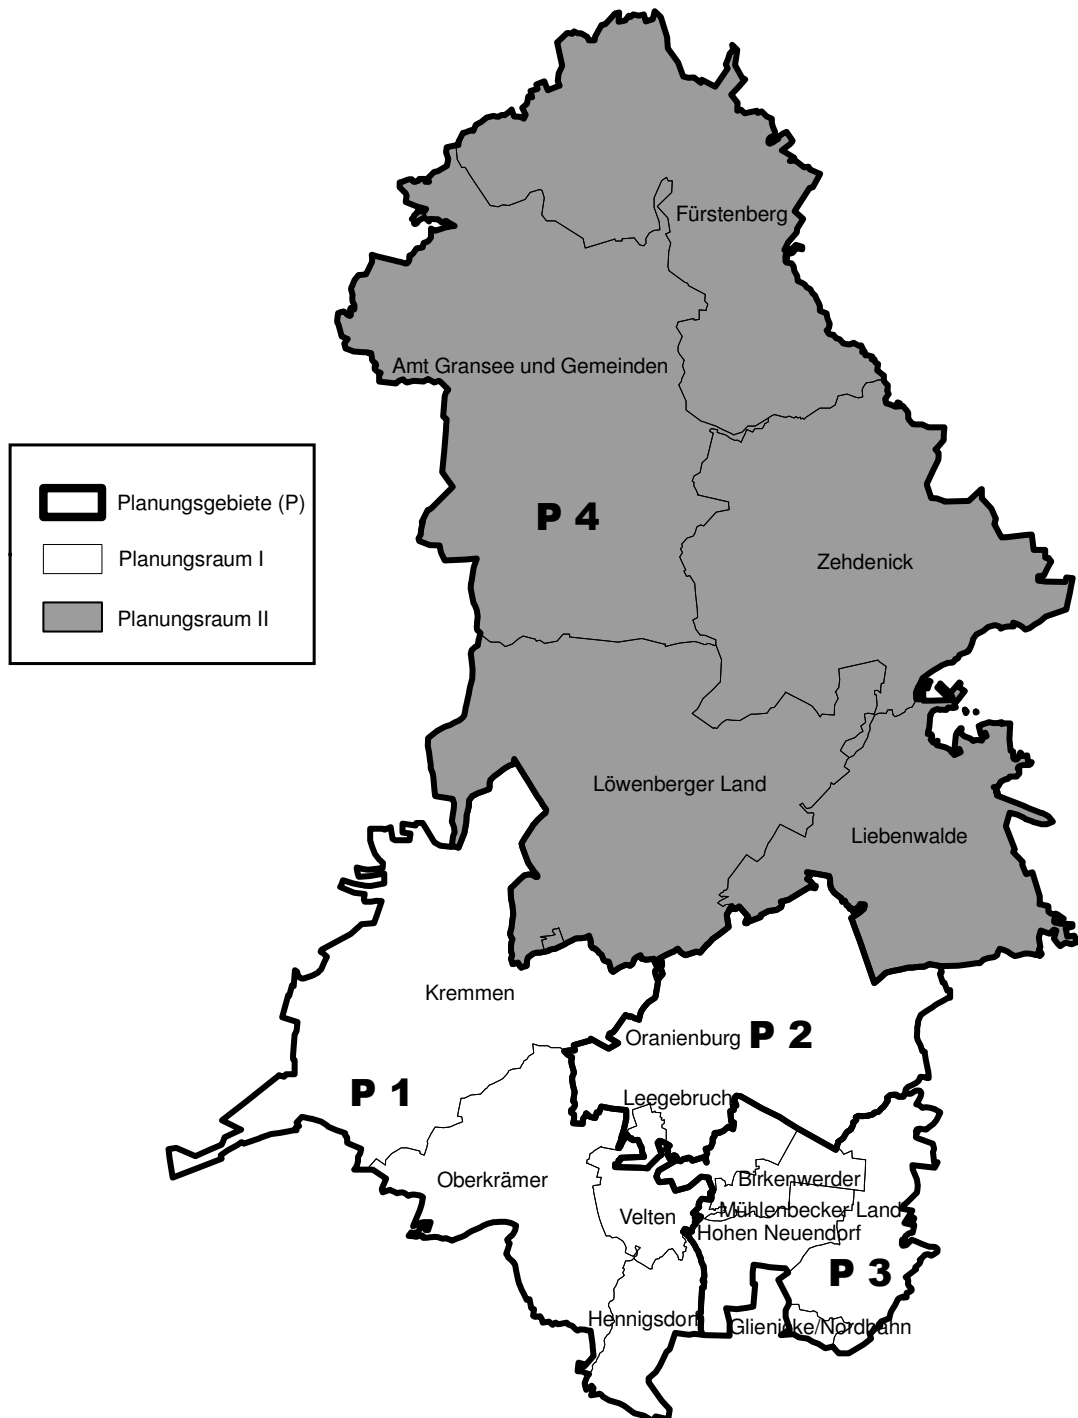 Fürstenberg
Amt Gransee und Gemeinden
Planungsgebiete (P)
P 4
Planungsraum I
Zehdenick
Planungsraum II
Löwenberger Land
Liebenwalde
Kremmen
Oranienburg
P 2
P 1
Leegebruch
Oberkrämer
Birkenwerder
Velten
Mühlenbecker Land
Hohen Neuendorf
P 3
Hennigsdorf
Glienicke/Nordbahn